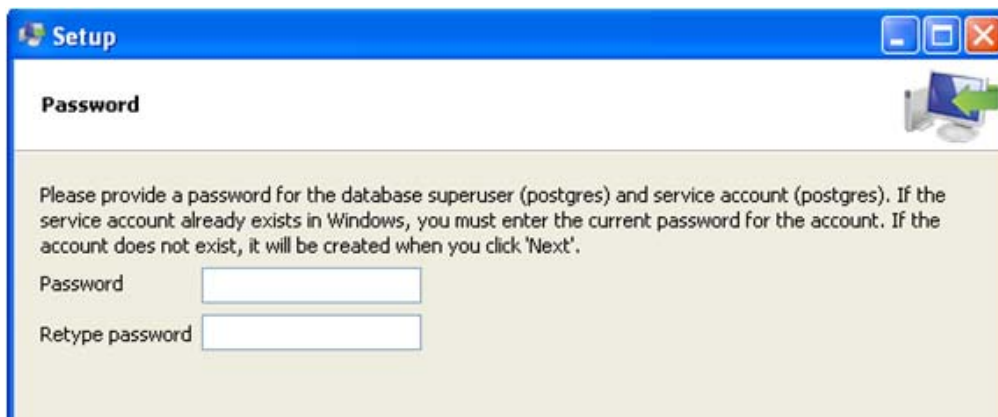 Setup
Password
Please provide a password for the database superuser (postgres) and service account (postgres). If the
service account already exists in Windows, you must enter the current password for the account. If the
account does not exist, it will be created when you click 'Next'.
Password
Retype password